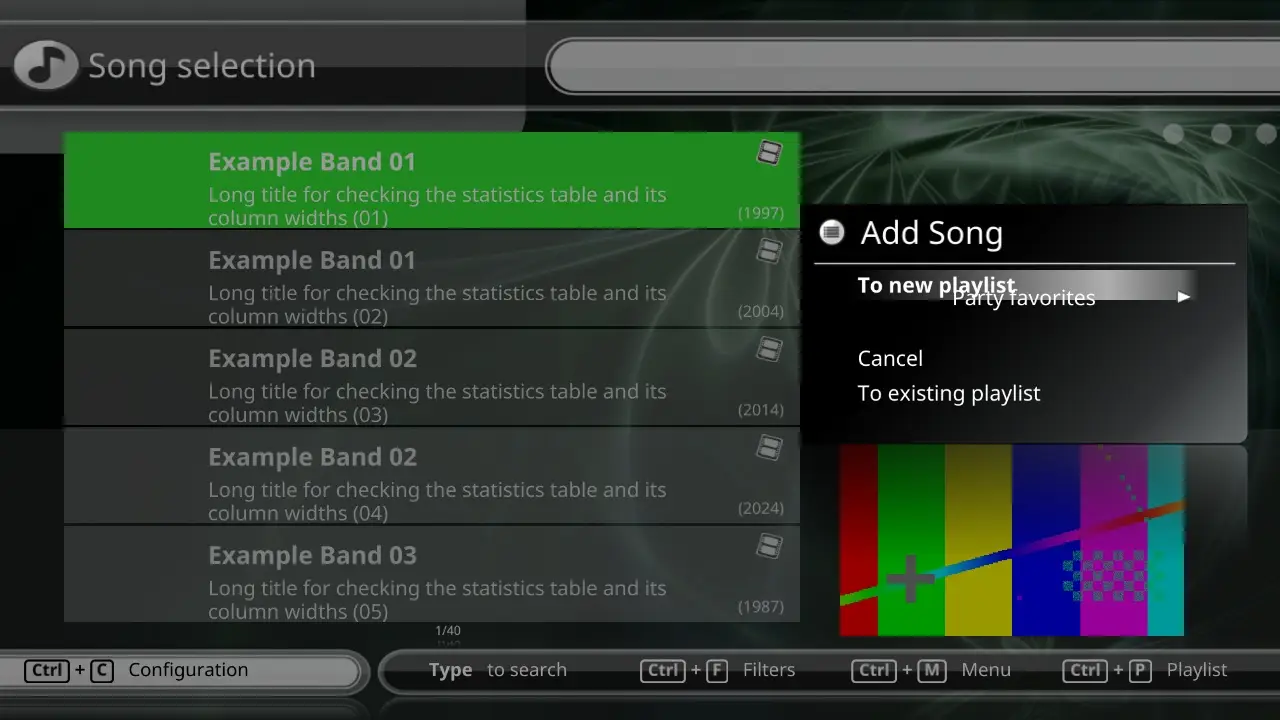 Song selection
Example Band 01
Long title for checking the statistics table and its
column widths (01)
(1997)
Example Band 01
Long title for checking the statistics table and its
column widths (02)
(2004)
Example Band 02
Long title for checking the statistics table and its
column widths (03)
(2014)
Example Band 02
Long title for checking the statistics table and its
column widths (04)
(2024)
Example Band 03
Long title for checking the statistics table and its
column widths (05)
(1987)
1/40
Add Song
To new playlist
Party favorites
Cancel
To existing playlist
Ctrl + C Configuration
Type to search
Ctrl + F Filters
Ctrl + M Menu
Ctrl + P Playlist